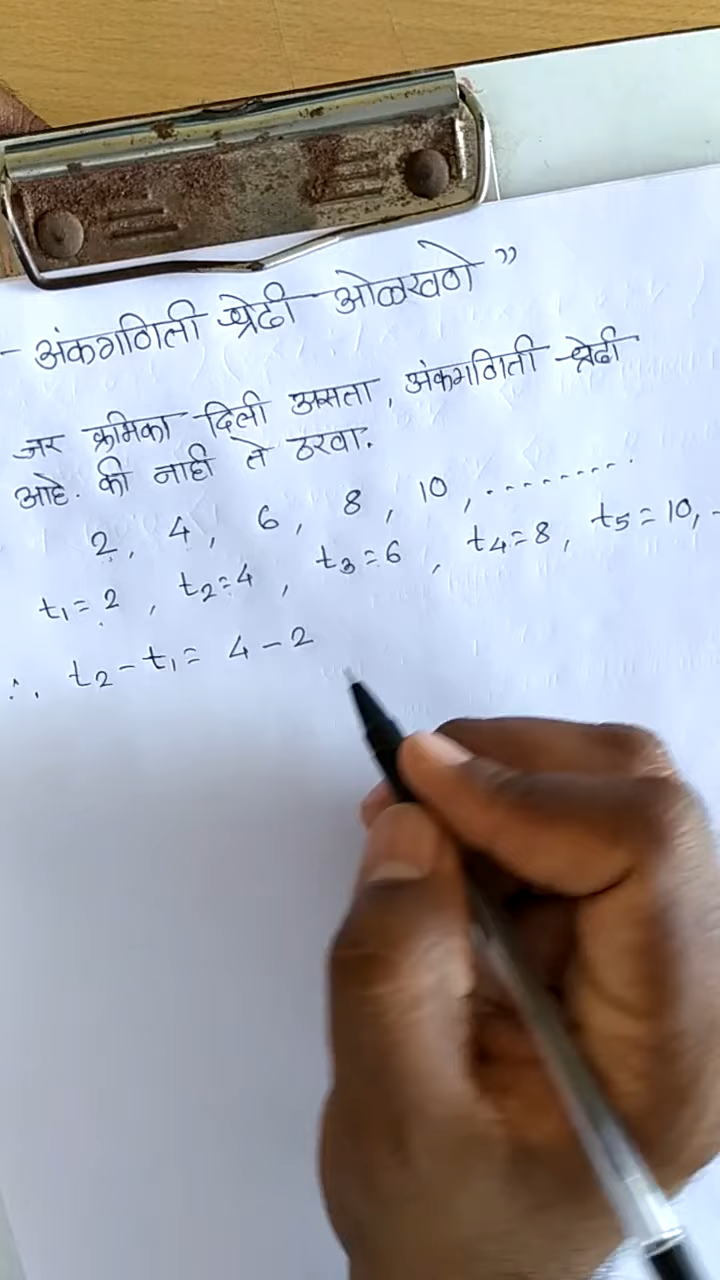 - अंकगणिती श्रेढी ओळखणे "
जर क्रमिका दिली असता, अंकगणिती श्रेढी
आहे. की नाही ते ठरवा.
2, 4, 6, 8, 10, ........
t₁=2, t₂=4, t₃=6, t₄=8, t₅=10, -
∴ t₂-t₁= 4-2